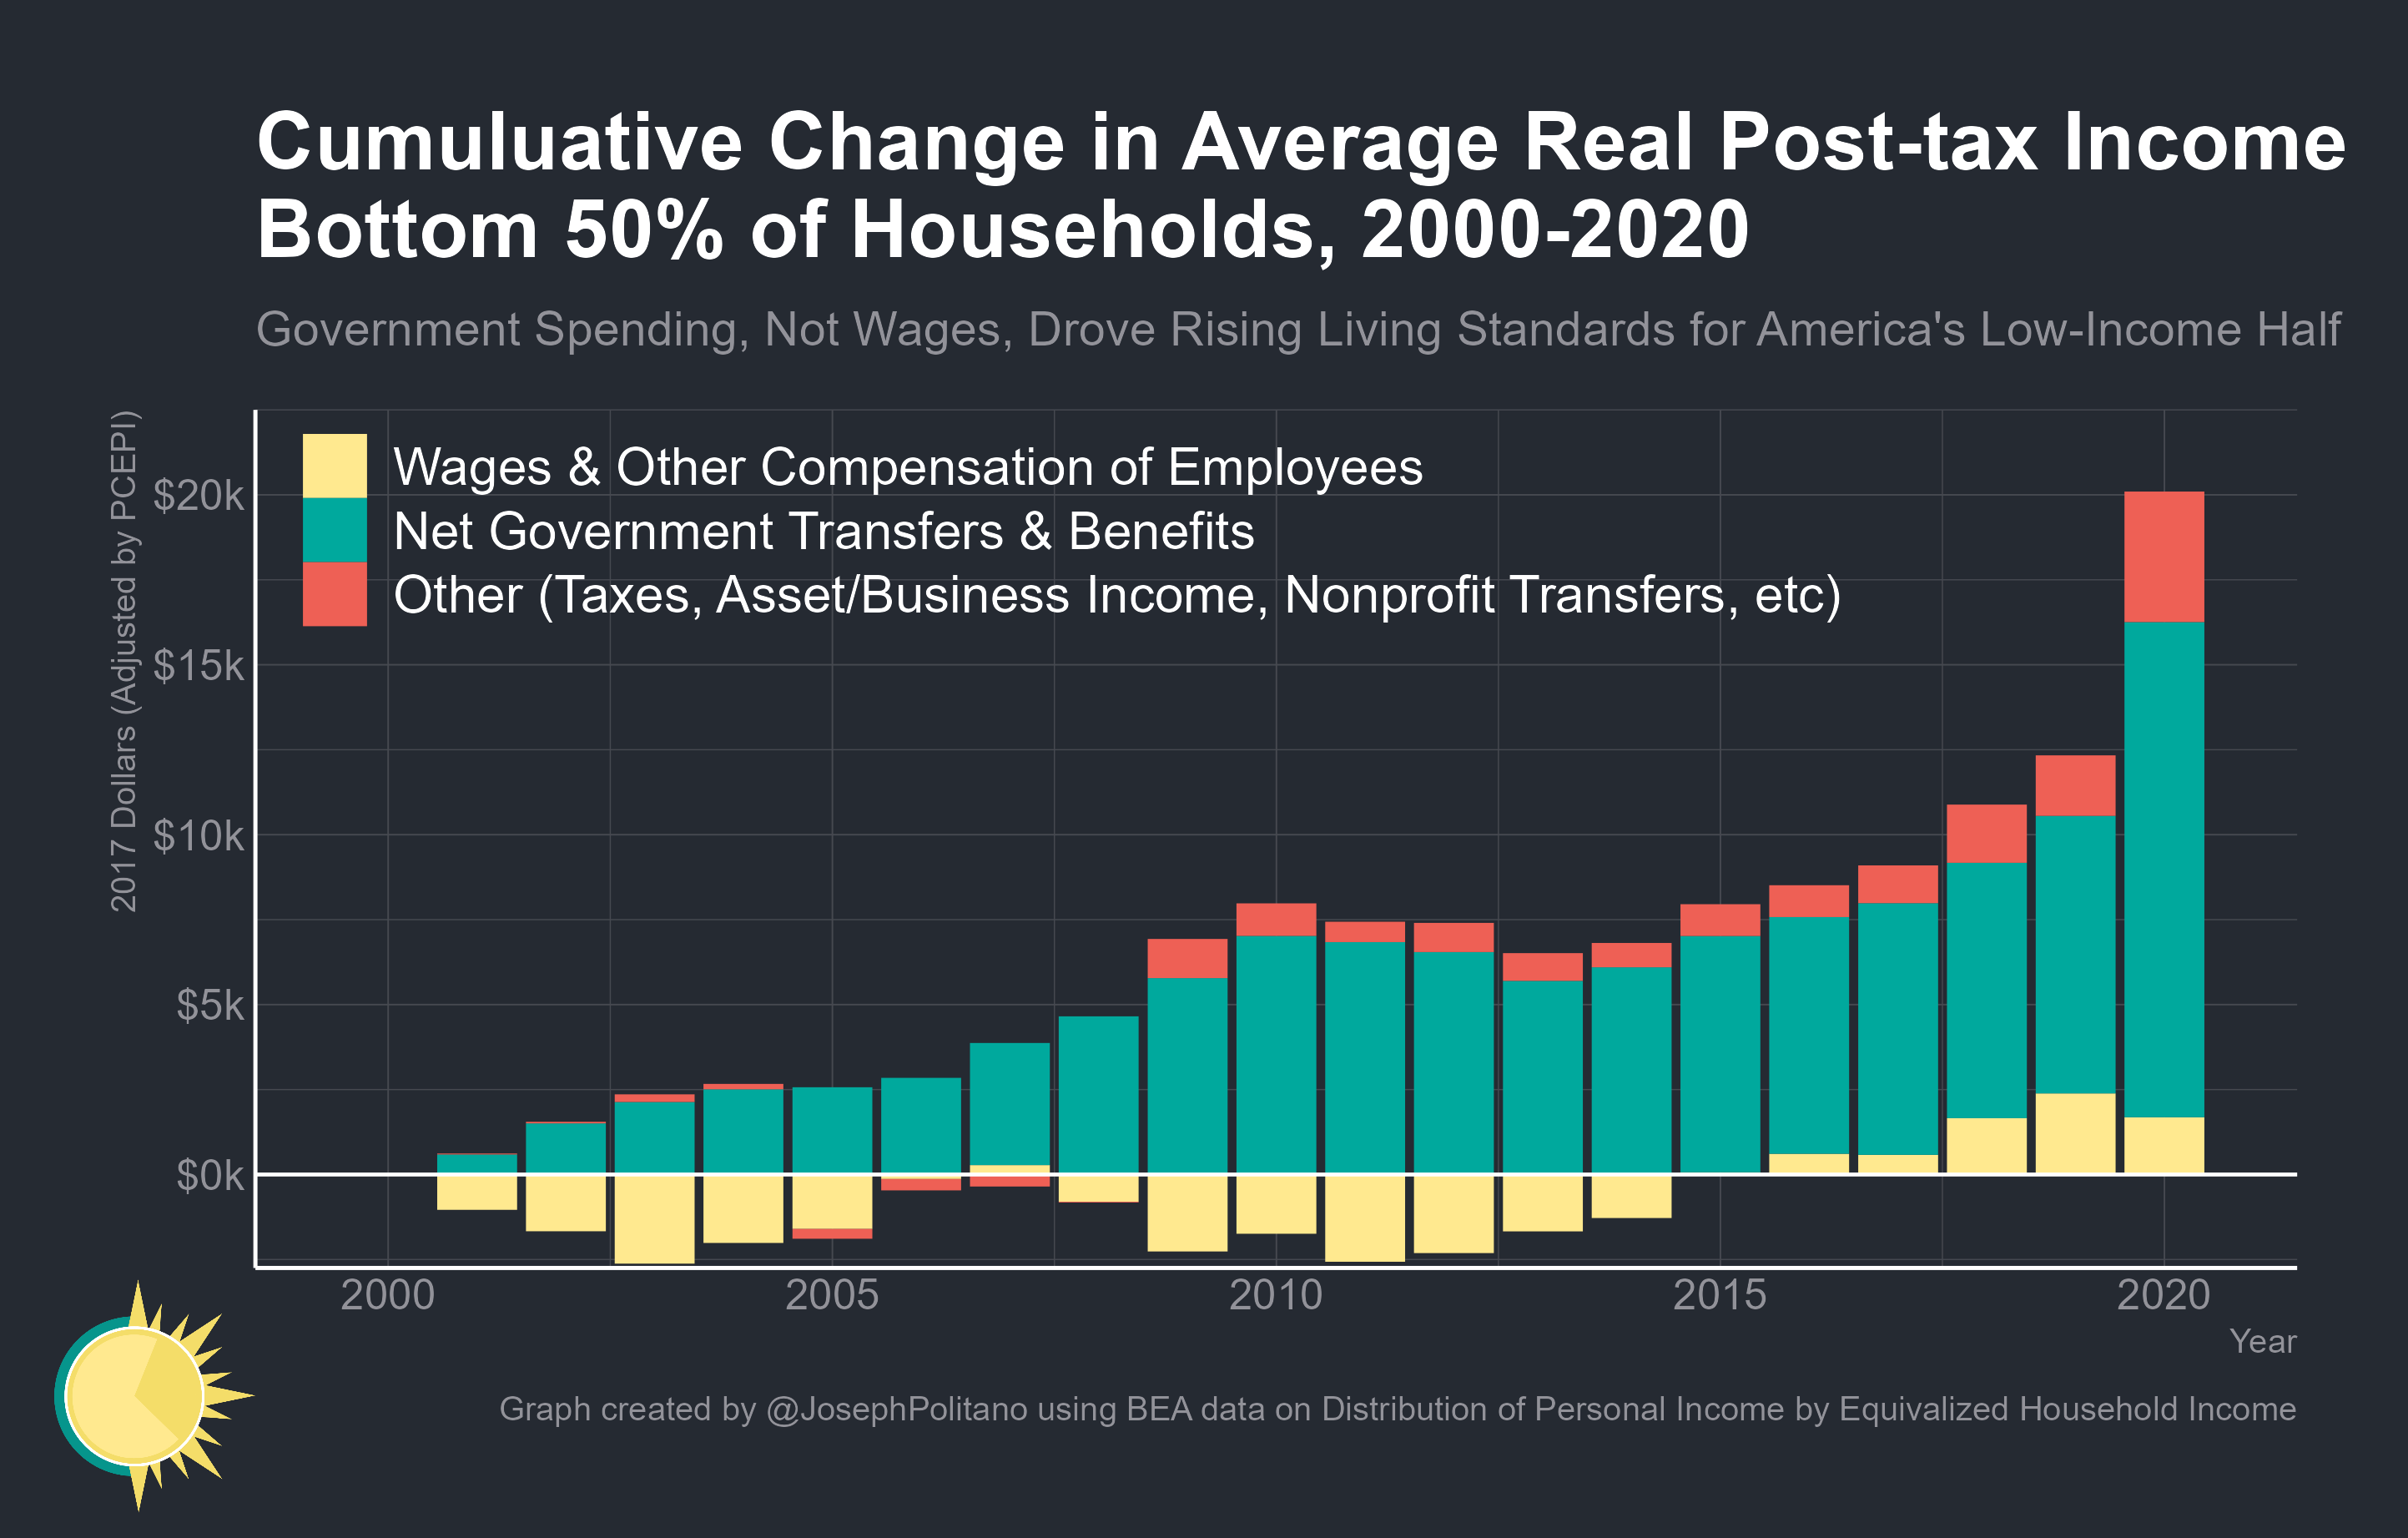 Cumuluative Change in Average Real Post-tax Income
Bottom 50% of Households, 2000-2020
Government Spending, Not Wages, Drove Rising Living Standards for America's Low-Income Half
2017 Dollars (Adjusted by PCEPI)
Wages & Other Compensation of Employees
Net Government Transfers & Benefits
Other (Taxes, Asset/Business Income, Nonprofit Transfers, etc)
$20k
$15k
$10k
$5k
$0k
2000 2005 2010 2015 2020
Year
Graph created by @JosephPolitano using BEA data on Distribution of Personal Income by Equivalized Household Income